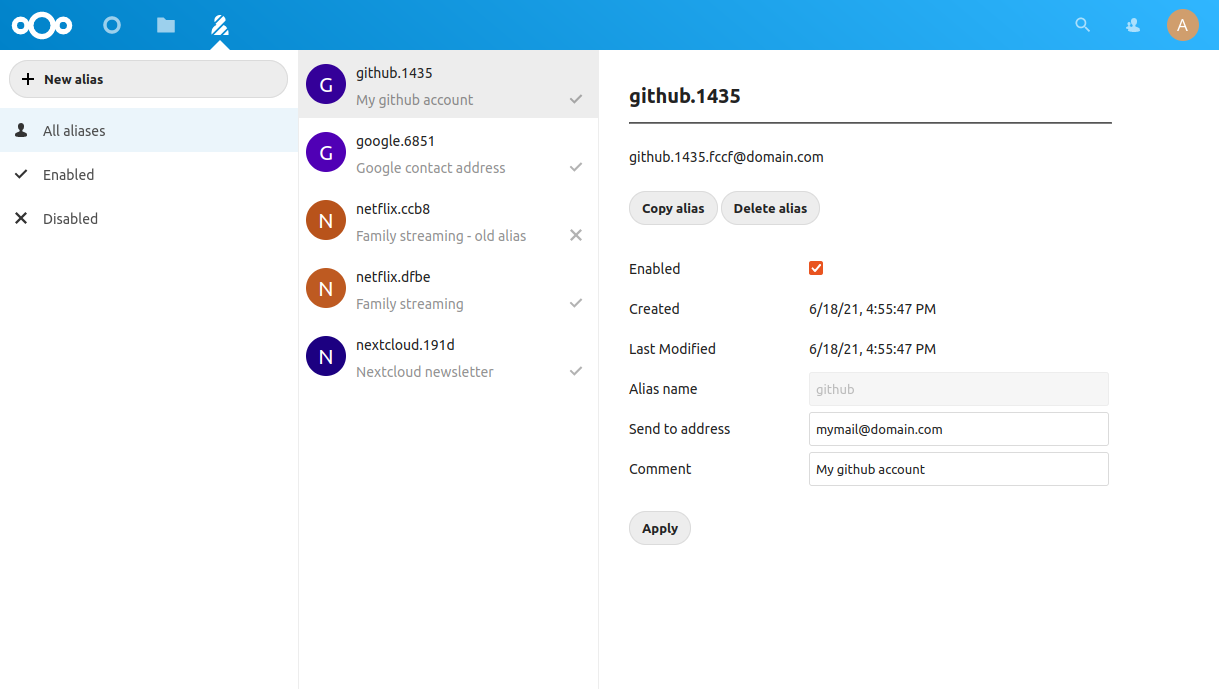 A
New alias
All aliases
Enabled
Disabled
G
github.1435
My github account
G
google.6851
Google contact address
N
netflix.ccb8
Family streaming - old alias
N
netflix.dfbe
Family streaming
N
nextcloud.191d
Nextcloud newsletter
github.1435
github.1435.fccf@domain.com
Copy alias Delete alias
Enabled
Created 6/18/21, 4:55:47 PM
Last Modified 6/18/21, 4:55:47 PM
Alias name github
Send to address mymail@domain.com
Comment My github account
Apply